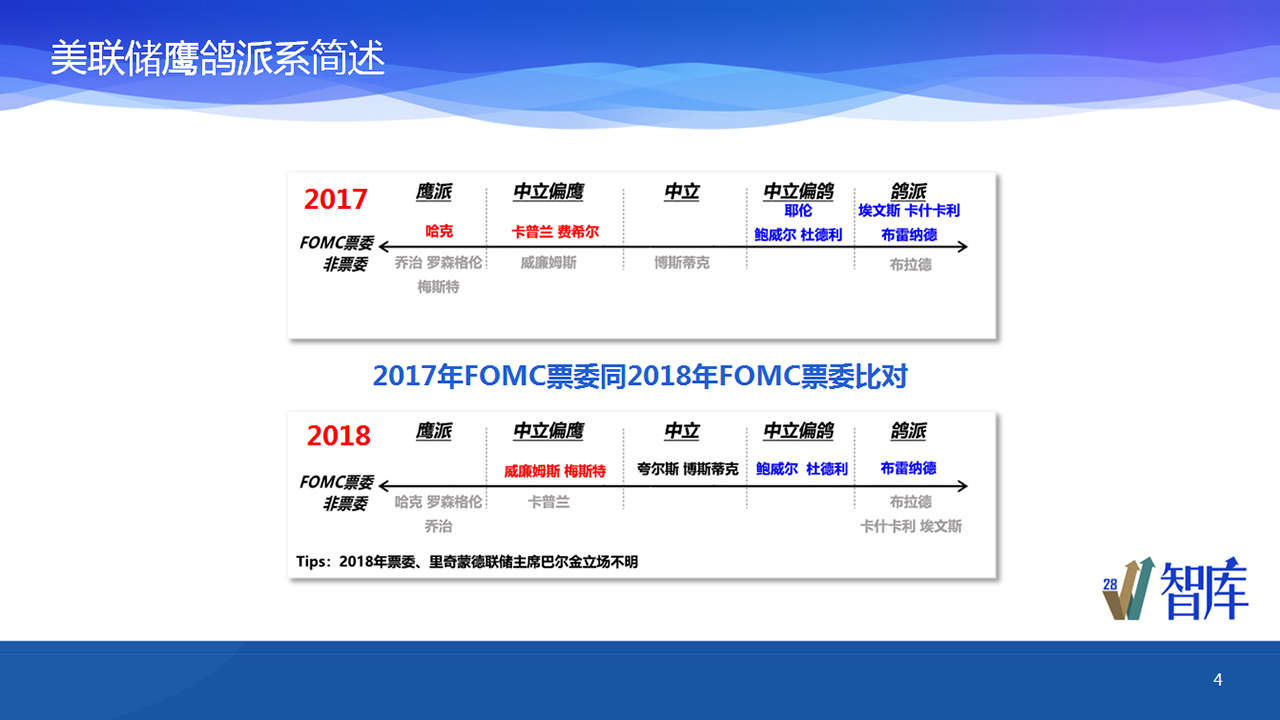 美联储鹰鸽派系简述
2017
鹰派 中立偏鹰 中立 中立偏鸽 鸽派
耶伦 埃文斯 卡什卡利
哈克 卡普兰 费希尔 鲍威尔 杜德利 布雷纳德
FOMC票委
非票委
乔治 罗森格伦 威廉姆斯 博斯蒂克 布拉德
梅斯特
2017年FOMC票委同2018年FOMC票委比对
2018
鹰派 中立偏鹰 中立 中立偏鸽 鸽派
威廉姆斯 梅斯特 夸尔斯 博斯蒂克 鲍威尔 杜德利 布雷纳德
FOMC票委
非票委
哈克 罗森格伦 卡普兰 布拉德
乔治 卡什卡利 埃文斯
Tips：2018年票委、里奇蒙德联储主席巴尔金立场不明
28 智库
4